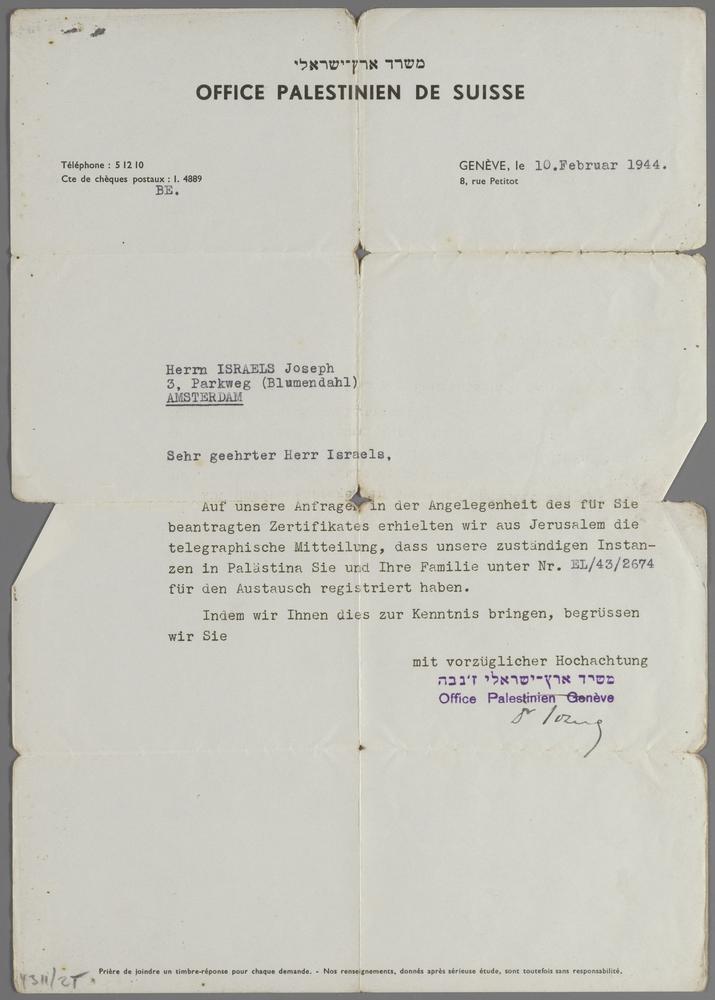 משרד ארץ־ישראלי
OFFICE PALESTINIEN DE SUISSE
Téléphone : 5 12 10
Cte de chèques postaux : I. 4889
BE.
GENÈVE, le 10.Februar 1944.
8, rue Petitot
Herrn ISRAELS Joseph
3, Parkweg (Blumendahl)
AMSTERDAM
Sehr geehrter Herr Israels,
Auf unsere Anfragen in der Angelegenheit des für Sie
beantragten Zertifikates erhielten wir aus Jerusalem die
telegraphische Mitteilung, dass unsere zuständigen Instan-
zen in Palästina Sie und Ihre Familie unter Nr. EL/43/2674
für den Austausch registriert haben.
Indem wir Ihnen dies zur Kenntnis bringen, begrüssen
wir Sie
mit vorzüglicher Hochachtung
משרד ארץ־ישראלי ז'נבה
Office Palestinien Genève
Prière de joindre un timbre-réponse pour chaque demande. - Nos renseignements, donnés après sérieuse étude, sont toutefois sans responsabilité.